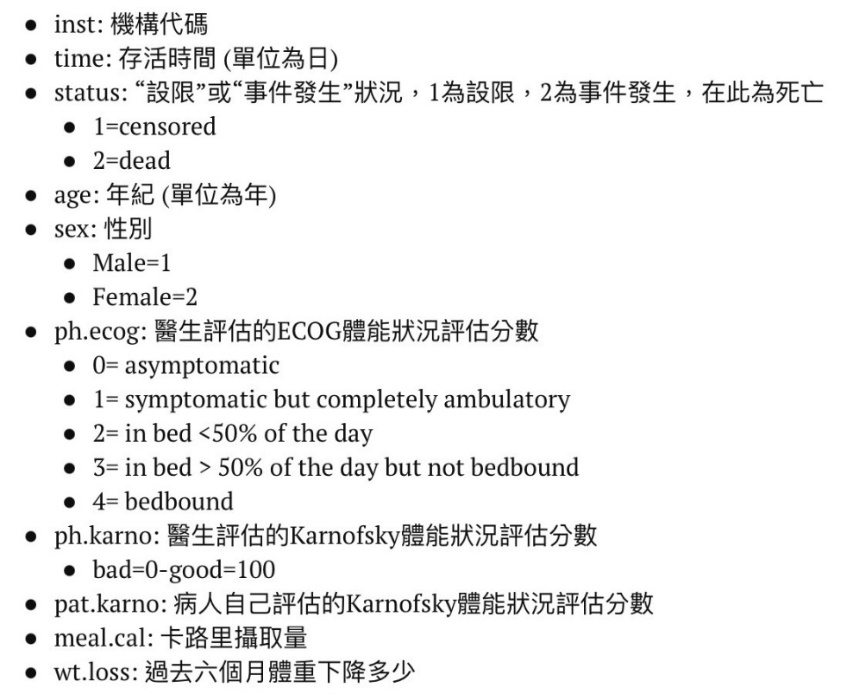 ● inst: 機構代碼
● time: 存活時間 (單位為日)
● status: “設限”或“事件發生”狀況，1為設限，2為事件發生，在此為死亡
● 1=censored
● 2=dead
● age: 年紀 (單位為年)
● sex: 性別
● Male=1
● Female=2
● ph.ecog: 醫生評估的ECOG體能狀況評估分數
● 0= asymptomatic
● 1= symptomatic but completely ambulatory
● 2= in bed <50% of the day
● 3= in bed > 50% of the day but not bedbound
● 4= bedbound
● ph.karno: 醫生評估的Karnofsky體能狀況評估分數
● bad=0-good=100
● pat.karno: 病人自己評估的Karnofsky體能狀況評估分數
● meal.cal: 卡路里攝取量
● wt.loss: 過去六個月體重下降多少